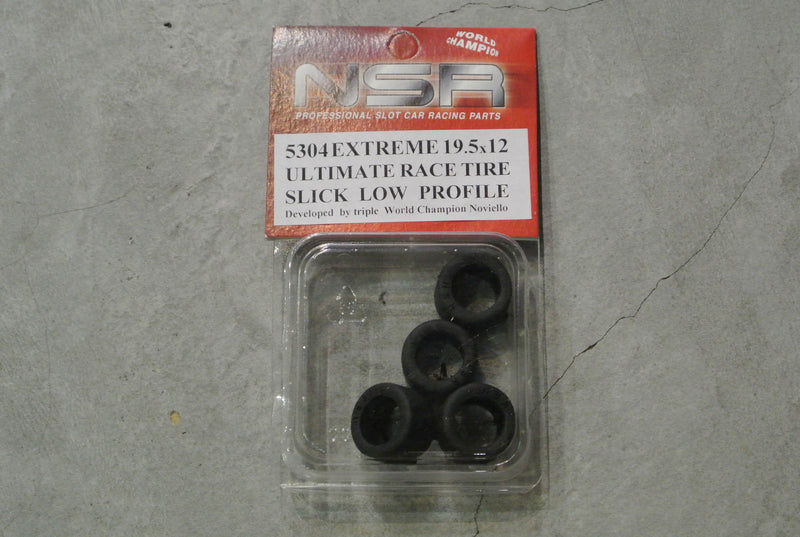 WORLD
CHAMPION
NSR
PROFESSIONAL SLOT CAR RACING PARTS
5304 EXTREME 19.5x12
ULTIMATE RACE TIRE
SLICK LOW PROFILE
Developed by triple World Champion Noviello